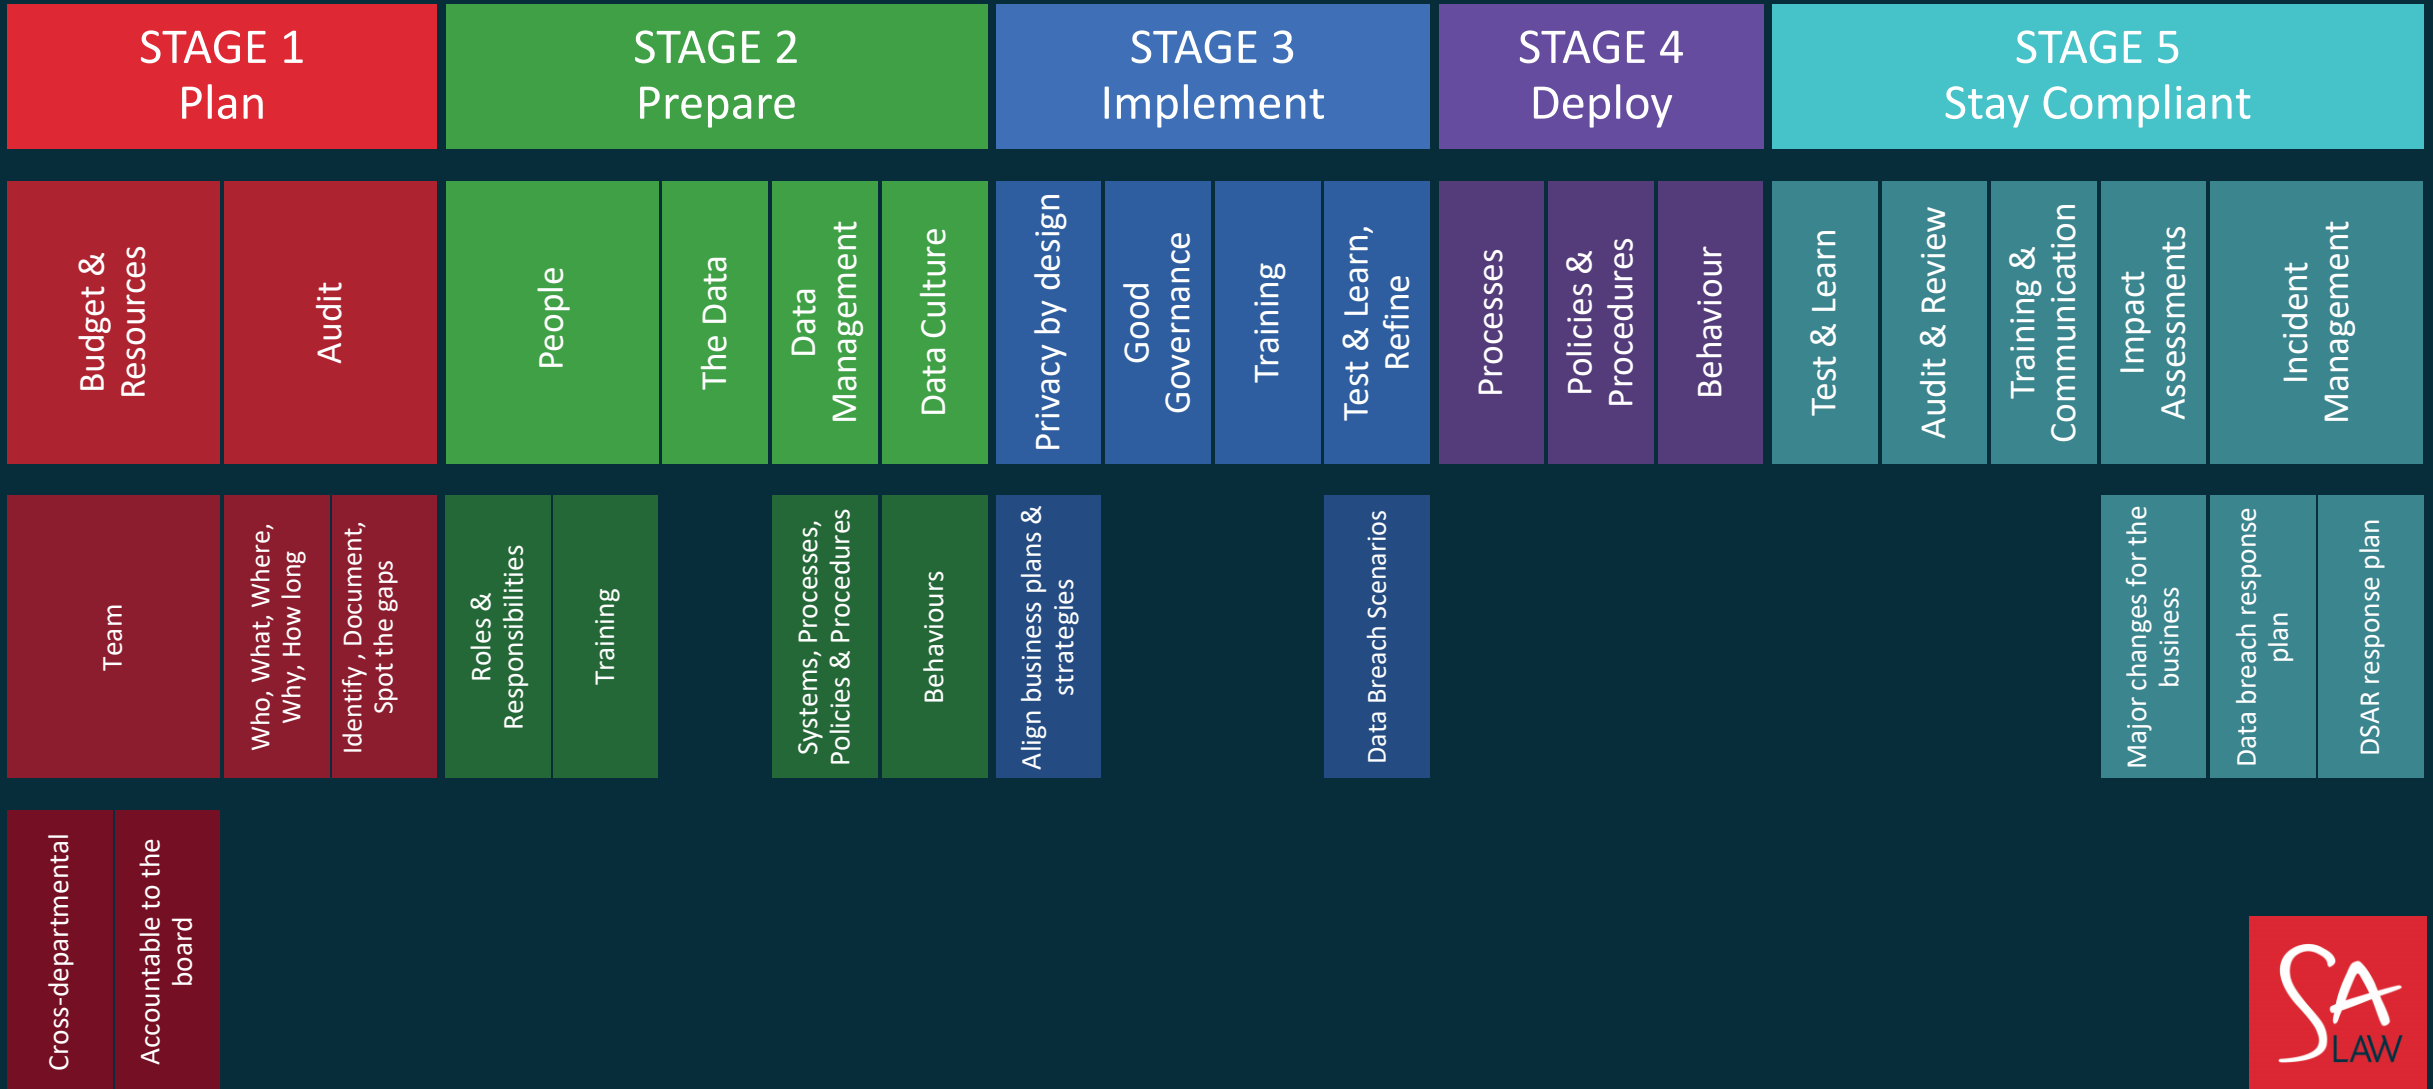 STAGE 1
Plan
STAGE 2
Prepare
STAGE 3
Implement
STAGE 4
Deploy
STAGE 5
Stay Compliant
Budget &
Resources
Audit
People
The Data
Data
Management
Data Culture
Privacy by design
Good
Governance
Training
Test & Learn,
Refine
Processes
Policies &
Procedures
Behaviour
Test & Learn
Audit & Review
Training &
Communication
Impact
Assessments
Incident
Management
Team
Who, What, Where,
Why, How long
Identify , Document,
Spot the gaps
Roles &
Responsibilities
Training
Systems, Processes,
Policies & Procedures
Behaviours
Align business plans &
strategies
Data Breach Scenarios
Major changes for the
business
Data breach response
plan
DSAR response plan
Cross-departmental
Accountable to the
board
SA
LAW